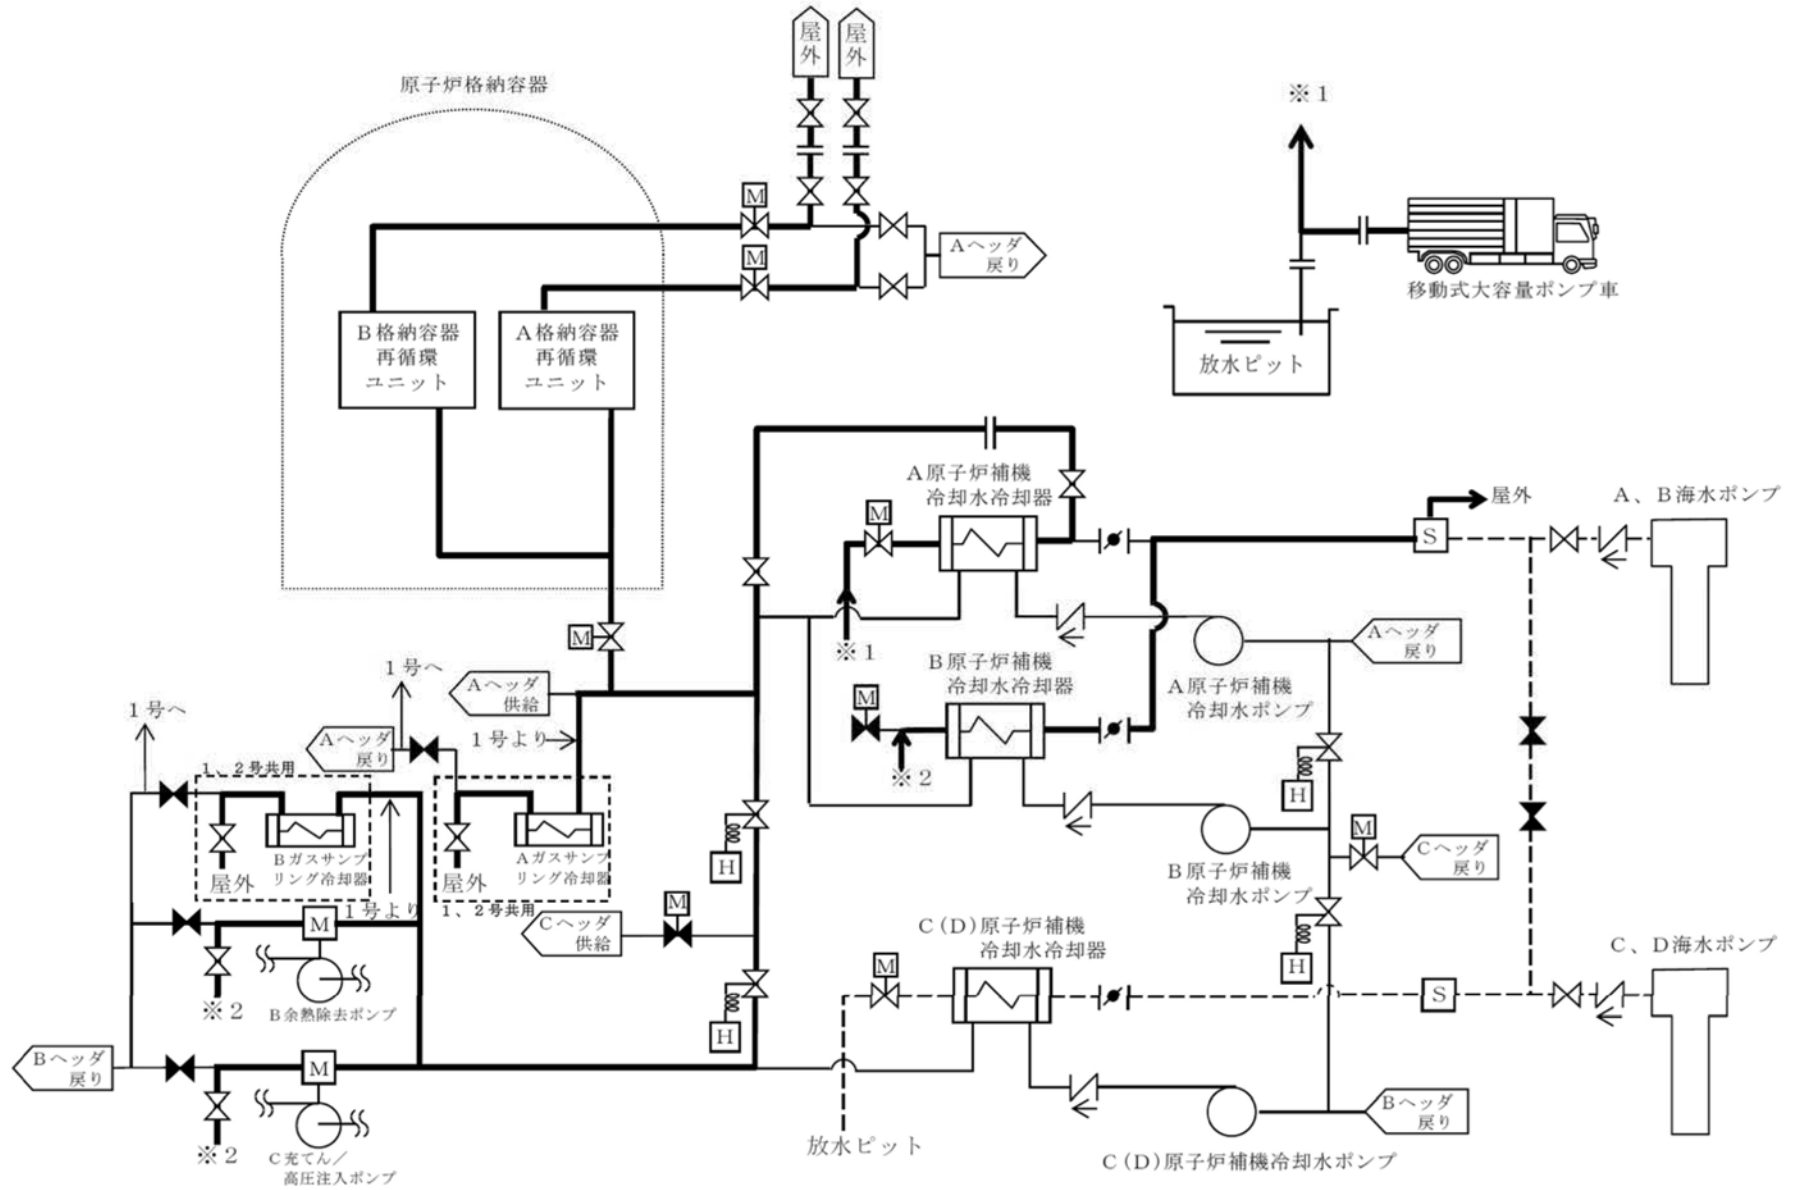 屋外
屋外
原子炉格納容器
※1
M
M
Aヘッダ
戻り
移動式大容量ポンプ車
放水ピット
B格納容器
再循環
ユニット
A格納容器
再循環
ユニット
A原子炉補機
冷却水冷却器
M
S
屋外
A、B海水ポンプ
M
※1
Aヘッダ
戻り
B原子炉補機
冷却水冷却器
A原子炉補機
冷却水ポンプ
M
※2
1号へ
1号へ
Aヘッダ
供給
Aヘッダ
戻り
1号より
1、2号共用
Bガスサンプ
リング冷却器
屋外
Aガスサンプ
リング冷却器
屋外
1、2号共用
1号より
H
H
M
Cヘッダ
戻り
B原子炉補機
冷却水ポンプ
M
Cヘッダ
供給
M
※2
B余熱除去ポンプ
C(D)原子炉補機
冷却水冷却器
M
H
S
C、D海水ポンプ
H
Bヘッダ
戻り
M
※2
C充てん/
高圧注入ポンプ
放水ピット
Bヘッダ
戻り
C(D)原子炉補機冷却水ポンプ